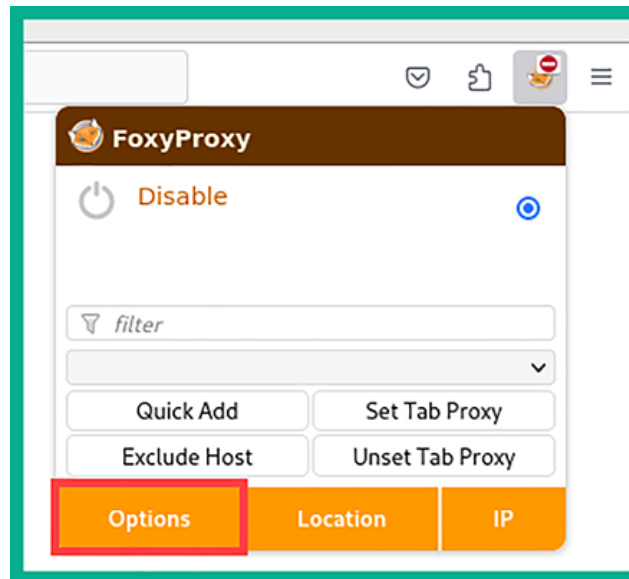 FoxyProxy
Disable
filter
Quick Add Set Tab Proxy
Exclude Host Unset Tab Proxy
Options Location IP